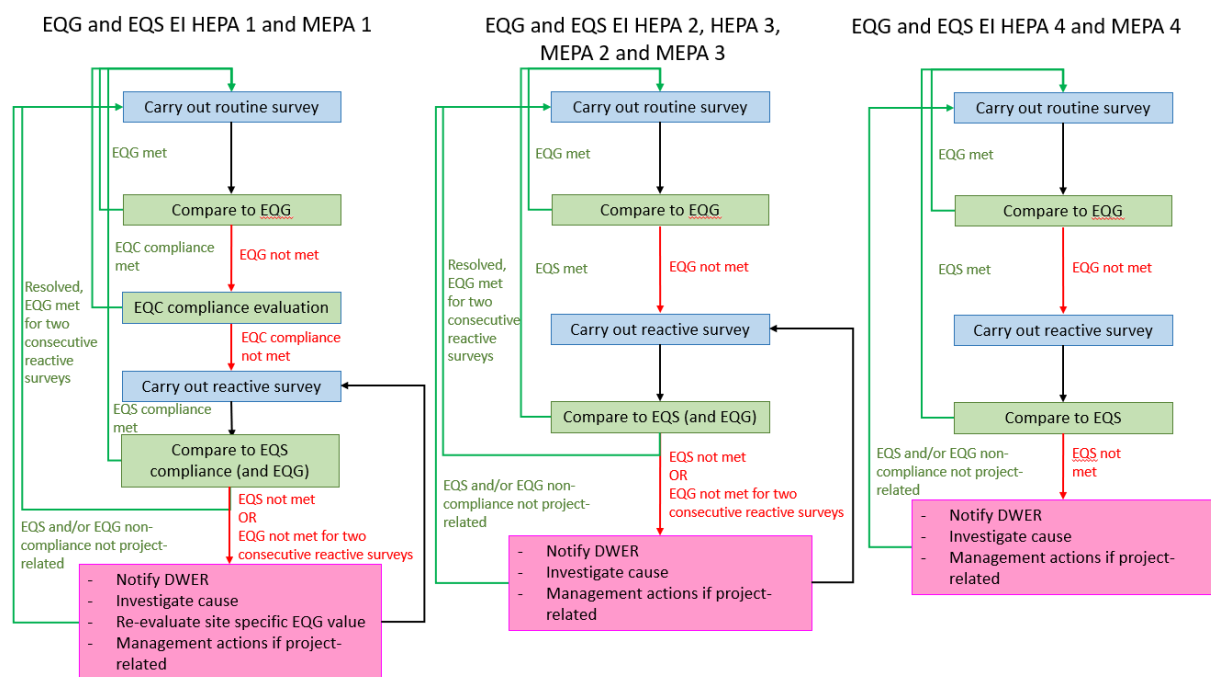 EQG and EQS EI HEPA 1 and MEPA 1
Carry out routine survey
EQG met
Compare to EQG
EQC compliance
met
EQG not met
Resolved,
EQG met
for two
consecutive
reactive
surveys
EQC compliance evaluation
EQC compliance
not met
Carry out reactive survey
EQS compliance
met
Compare to EQS
compliance (and EQG)
EQS not met
OR
EQG not met for two
consecutive reactive surveys
EQS and/or EQG non-
compliance not project-
related
- Notify DWER
- Investigate cause
- Re-evaluate site specific EQG value
- Management actions if project-
related
EQG and EQS EI HEPA 2, HEPA 3,
MEPA 2 and MEPA 3
Carry out routine survey
EQG met
Compare to EQG
Resolved,
EQG met
for two
consecutive
reactive
surveys
EQS met
EQG not met
Carry out reactive survey
Compare to EQS (and EQG)
EQS not met
OR
EQG not met for two
consecutive reactive surveys
EQS and/or EQG non-
compliance not project-
related
- Notify DWER
- Investigate cause
- Management actions if project-
related
EQG and EQS EI HEPA 4 and MEPA 4
Carry out routine survey
EQG met
Compare to EQG
EQS met
EQG not met
Carry out reactive survey
Compare to EQS
EQS and/or EQG non-
compliance not project-
related
EQS not
met
- Notify DWER
- Investigate cause
- Management actions if project-
related